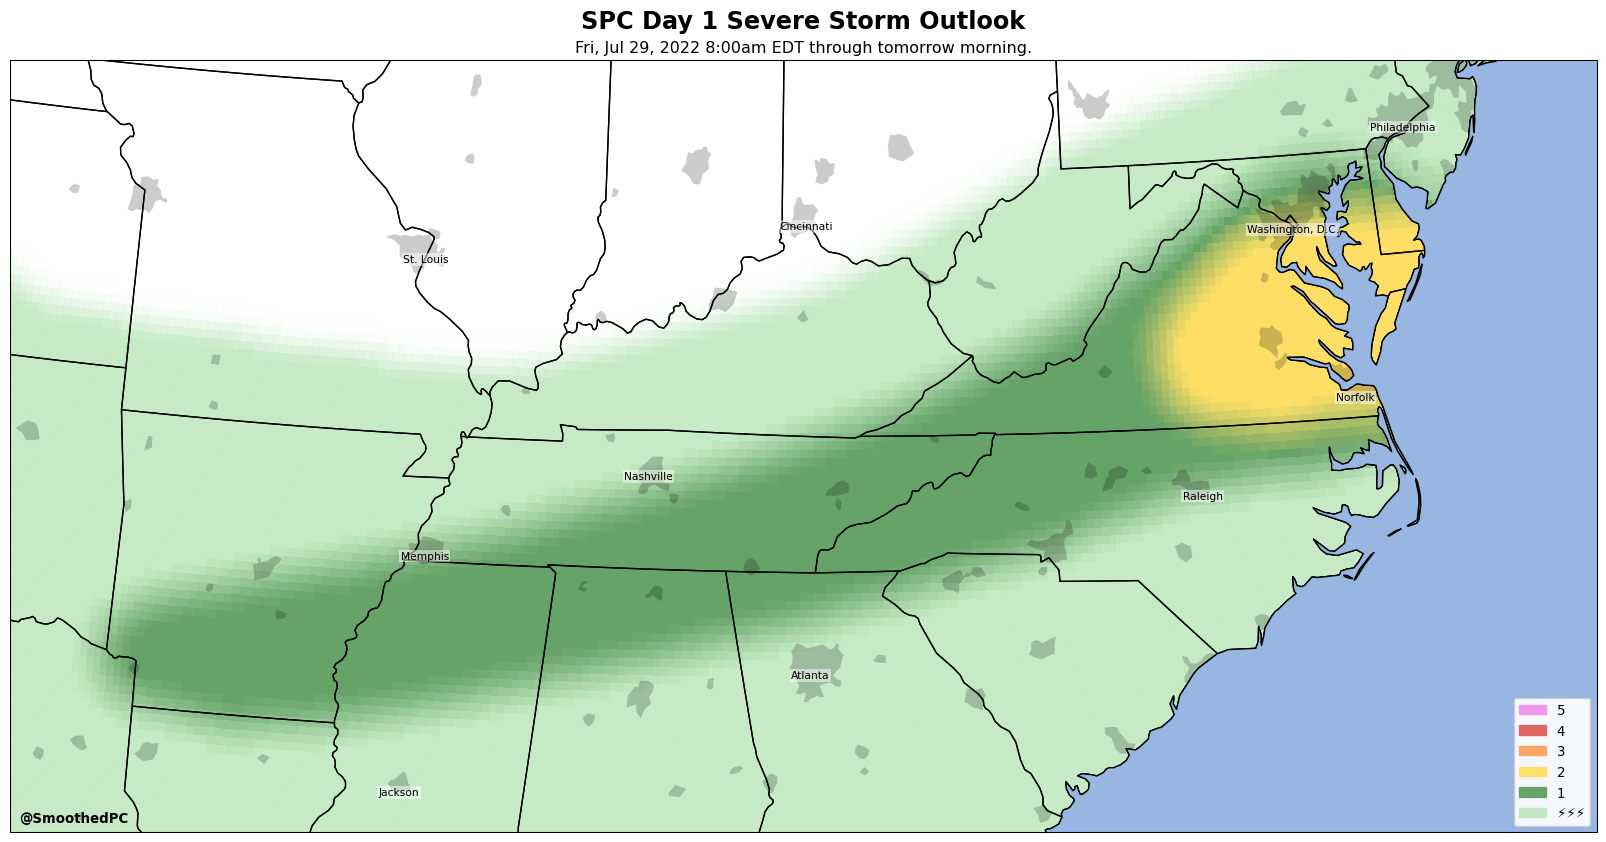 SPC Day 1 Severe Storm Outlook
Fri, Jul 29, 2022 8:00am EDT through tomorrow morning.
Philadelphia
Cincinnati
Washington, D.C.
St. Louis
Norfolk
Nashville
Raleigh
Memphis
Atlanta
Jackson
5
4
3
2
1
⚡⚡⚡
@SmoothedPC